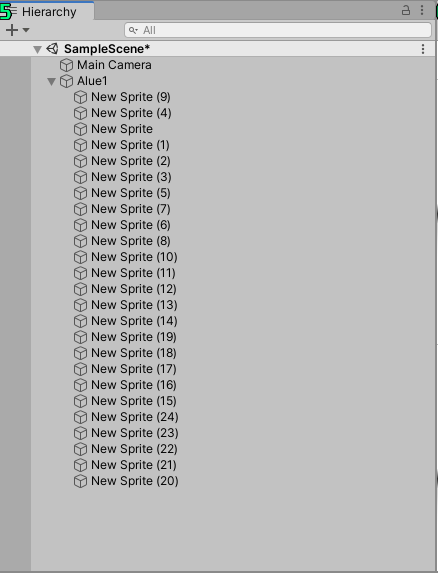 5
Hierarchy
All
SampleScene*
Main Camera
Alue1
New Sprite (9)
New Sprite (4)
New Sprite
New Sprite (1)
New Sprite (2)
New Sprite (3)
New Sprite (5)
New Sprite (7)
New Sprite (6)
New Sprite (8)
New Sprite (10)
New Sprite (11)
New Sprite (12)
New Sprite (13)
New Sprite (14)
New Sprite (19)
New Sprite (18)
New Sprite (17)
New Sprite (16)
New Sprite (15)
New Sprite (24)
New Sprite (23)
New Sprite (22)
New Sprite (21)
New Sprite (20)